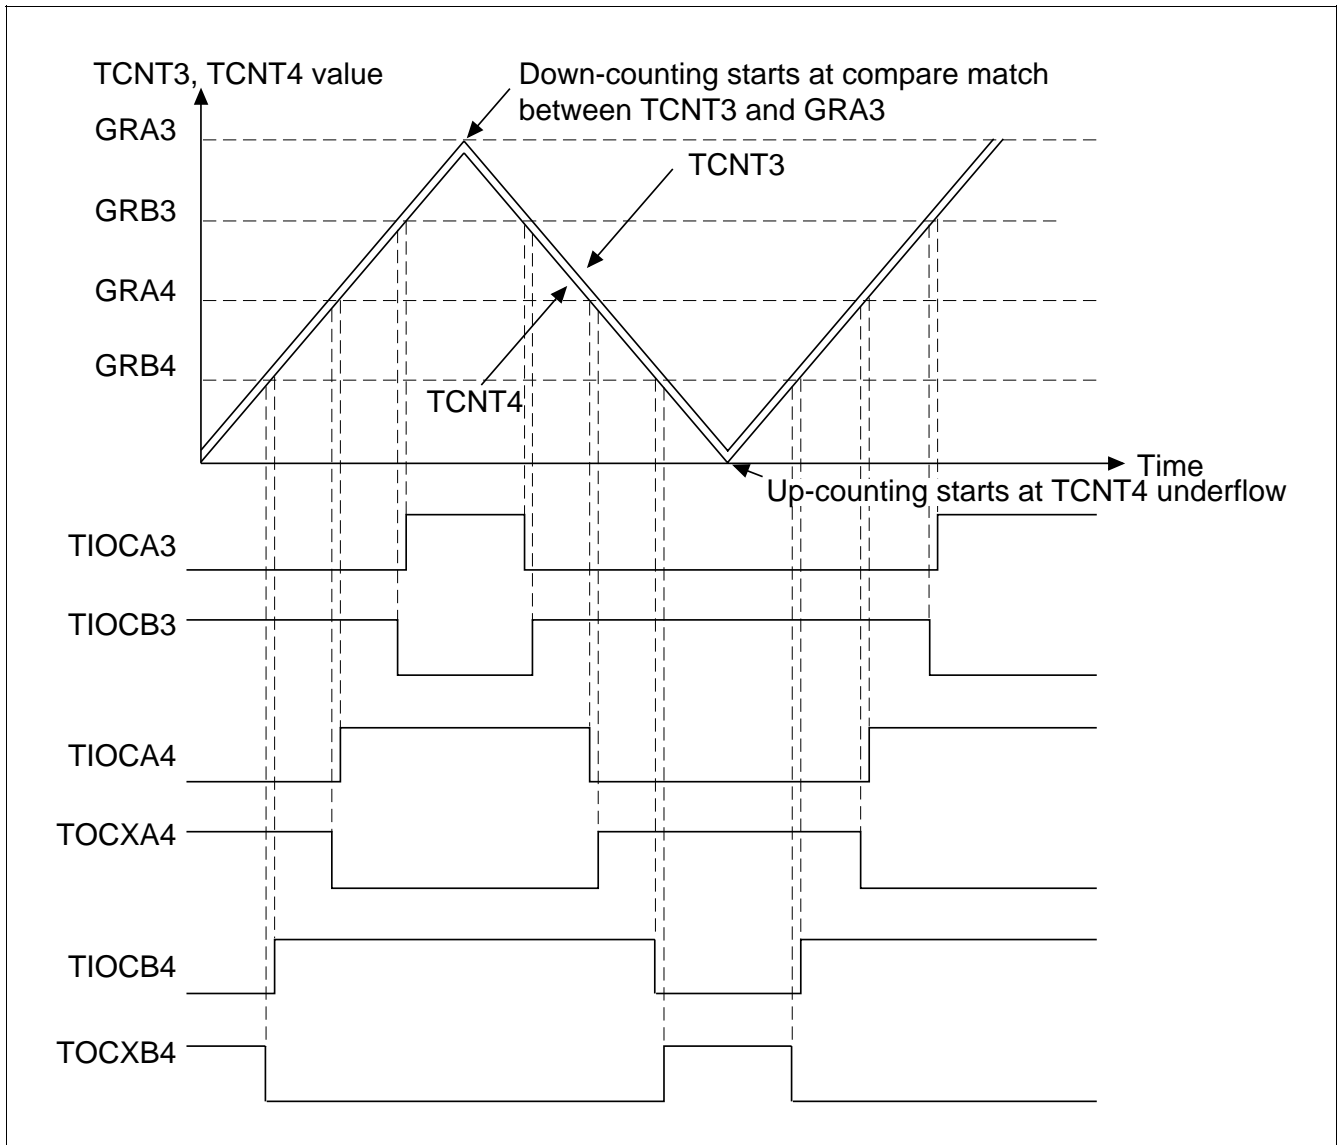 TCNT3, TCNT4 value
Down-counting starts at compare match
between TCNT3 and GRA3
GRA3
TCNT3
GRB3
GRA4
GRB4
TCNT4
Time
Up-counting starts at TCNT4 underflow
TIOCA3
TIOCB3
TIOCA4
TOCXA4
TIOCB4
TOCXB4